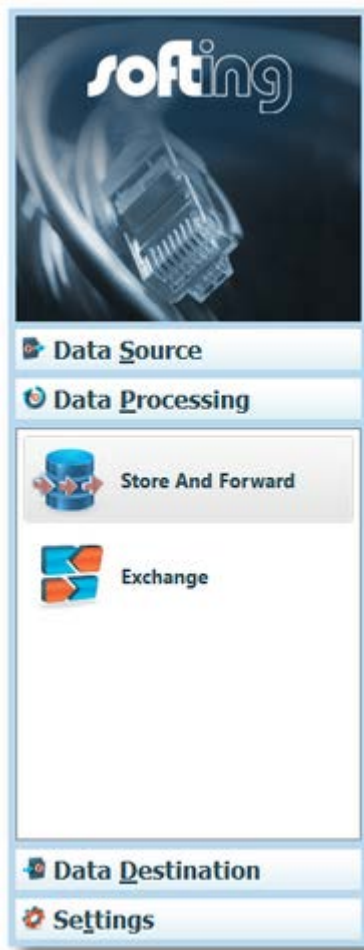 softing
Data Source
Data Processing
Store And Forward
Exchange
Data Destination
Settings